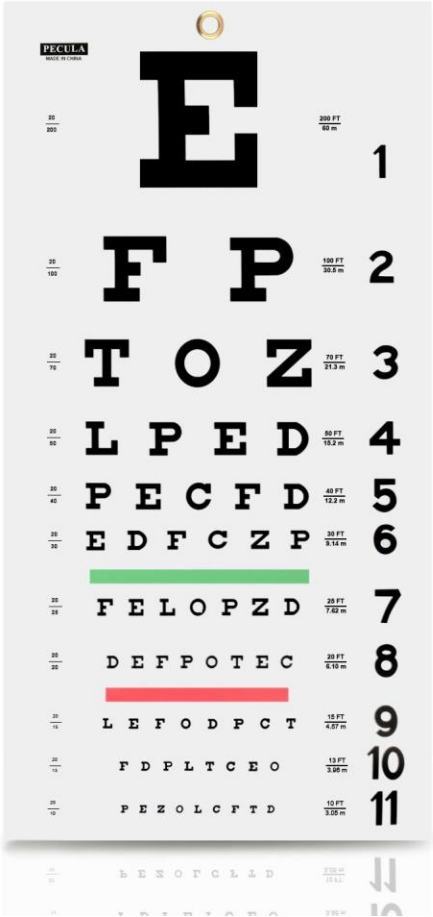 PECULA
MADE IN CHINA
20/200 E 200 FT/60 m 1
20/100 F P 100 FT/30.5 m 2
20/70 T O Z 70 FT/21.3 m 3
20/50 L P E D 50 FT/15.2 m 4
20/40 P E C F D 40 FT/12.2 m 5
20/30 E D F C Z P 30 FT/9.14 m 6
20/25 F E L O P Z D 25 FT/7.62 m 7
20/20 D E F P O T E C 20 FT/6.10 m 8
20/15 L E F O D P C T 15 FT/4.57 m 9
F D P L T C E O 13 FT/3.96 m 10
20/10 P E Z O L C F T D 10 FT/3.05 m 11